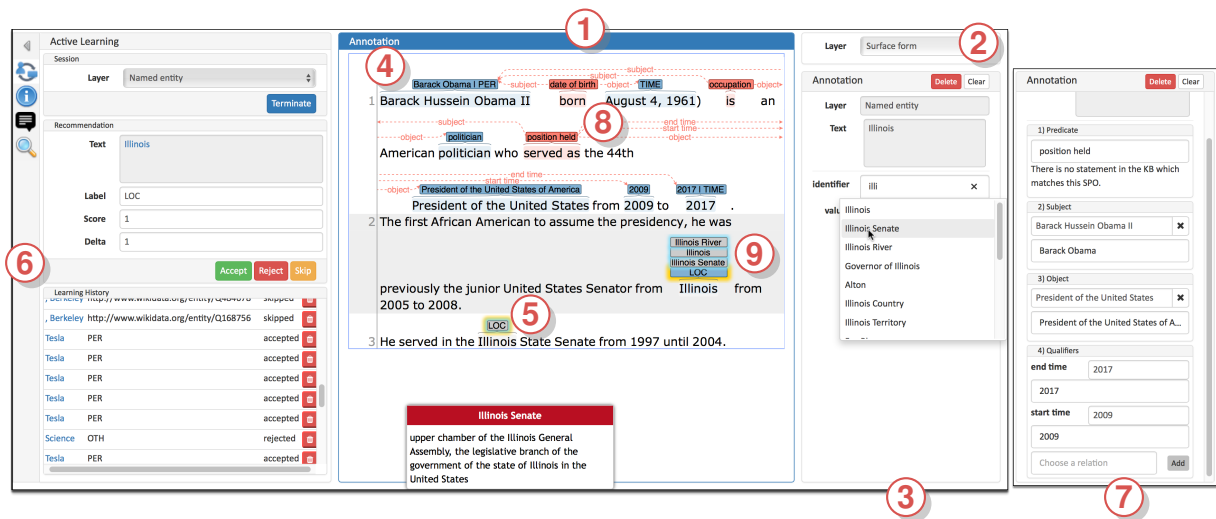 Active Learning
Session
Layer Named entity
Terminate
Recommendation
Text Illinois
Label LOC
Score 1
Delta 1
Accept Reject Skip
6
Learning History
skipped
, Berkeley http://www.wikidata.org/entity/Q168756 skipped
Tesla PER accepted
Tesla PER accepted
Tesla PER accepted
Tesla PER accepted
Tesla PER accepted
Science OTH rejected
Tesla PER accepted
Annotation
1
4
subject
subject
Barack Obama | PER subject date of birth object TIME occupation object
1 Barack Hussein Obama II born August 4, 1961) is an
8
subject end time
start time
object politician position held object
American politician who served as the 44th
end time
start time
object President of the United States of America 2009 2017 | TIME
President of the United States from 2009 to 2017 .
2 The first African American to assume the presidency, he was
Illinois River
Illinois
Illinois Senate
LOC
9
previously the junior United States Senator from Illinois from
2005 to 2008.
LOC
5
3 He served in the Illinois State Senate from 1997 until 2004.
Illinois Senate
upper chamber of the Illinois General
Assembly, the legislative branch of the
government of the state of Illinois in the
United States
Layer Surface form
2
Annotation Delete Clear
Layer Named entity
Text Illinois
identifier illi
valu
Illinois
Illinois Senate
Illinois River
Governor of Illinois
Alton
Illinois Country
Illinois Territory
3
Annotation Delete Clear
1) Predicate
position held
There is no statement in the KB which
matches this SPO.
2) Subject
Barack Hussein Obama II
Barack Obama
3) Object
President of the United States
President of the United States of A...
4) Qualifiers
end time 2017
2017
start time 2009
2009
Choose a relation Add
7